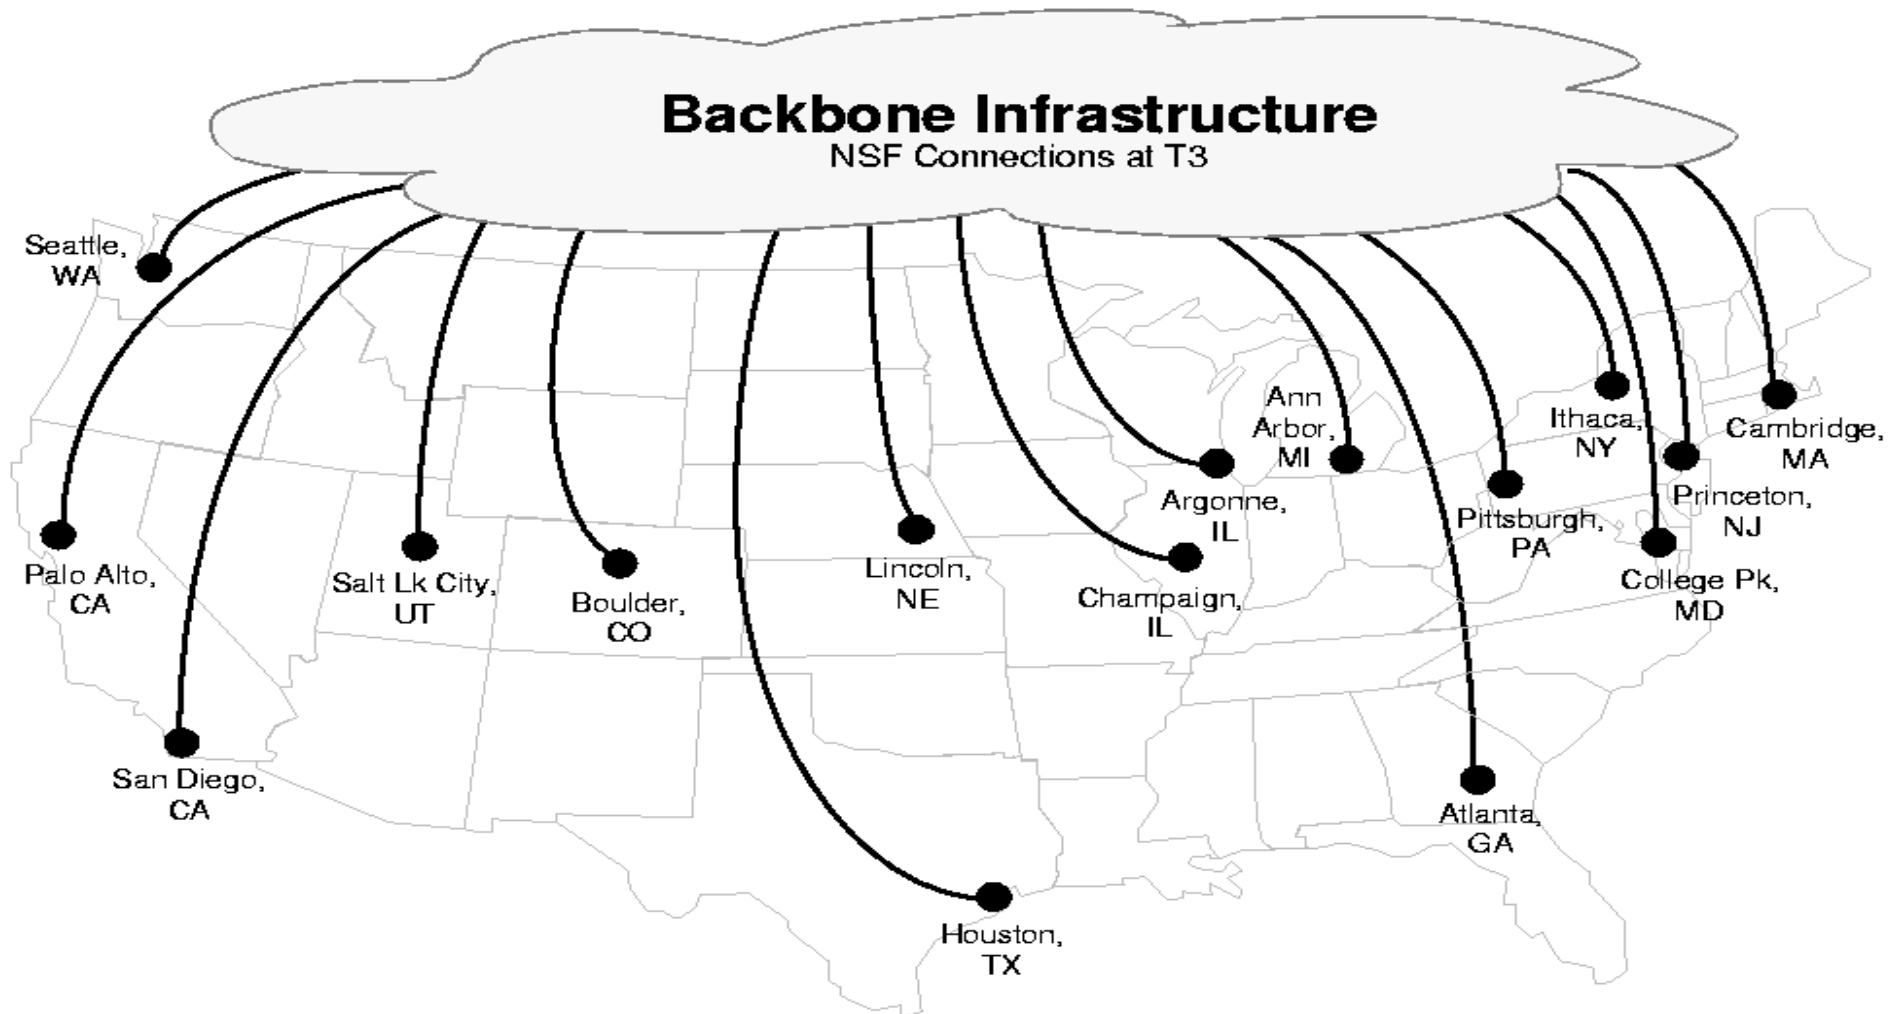 Backbone Infrastructure
NSF Connections at T3
Seattle,
WA
Palo Alto,
CA
San Diego,
CA
Salt Lk City,
UT
Boulder,
CO
Houston,
TX
Lincoln,
NE
Champaign,
IL
Argonne,
IL
Ann
Arbor,
MI
Atlanta,
GA
Pittsburgh,
PA
Ithaca,
NY
College Pk,
MD
Princeton,
NJ
Cambridge,
MA